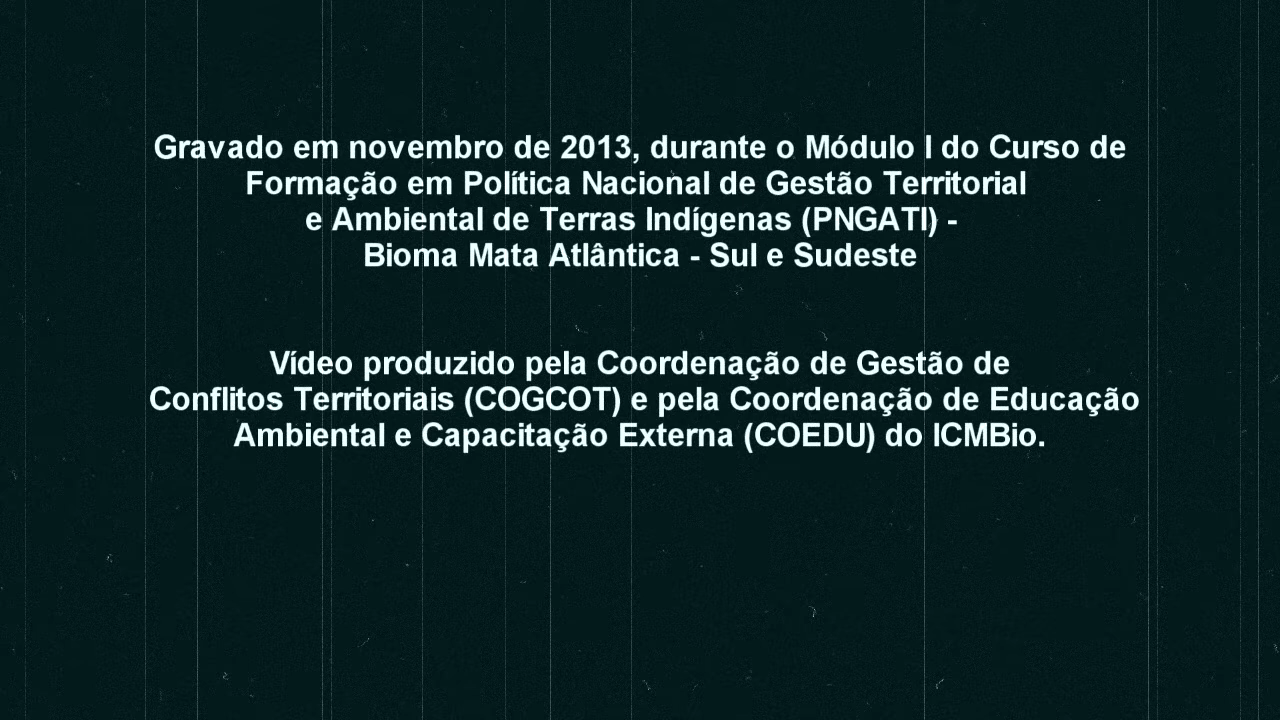 Gravado em novembro de 2013, durante o Módulo I do Curso de
Formação em Política Nacional de Gestão Territorial
e Ambiental de Terras Indígenas (PNGATI) -
Bioma Mata Atlântica - Sul e Sudeste
Vídeo produzido pela Coordenação de Gestão de
Conflitos Territoriais (COGCOT) e pela Coordenação de Educação
Ambiental e Capacitação Externa (COEDU) do ICMBio.